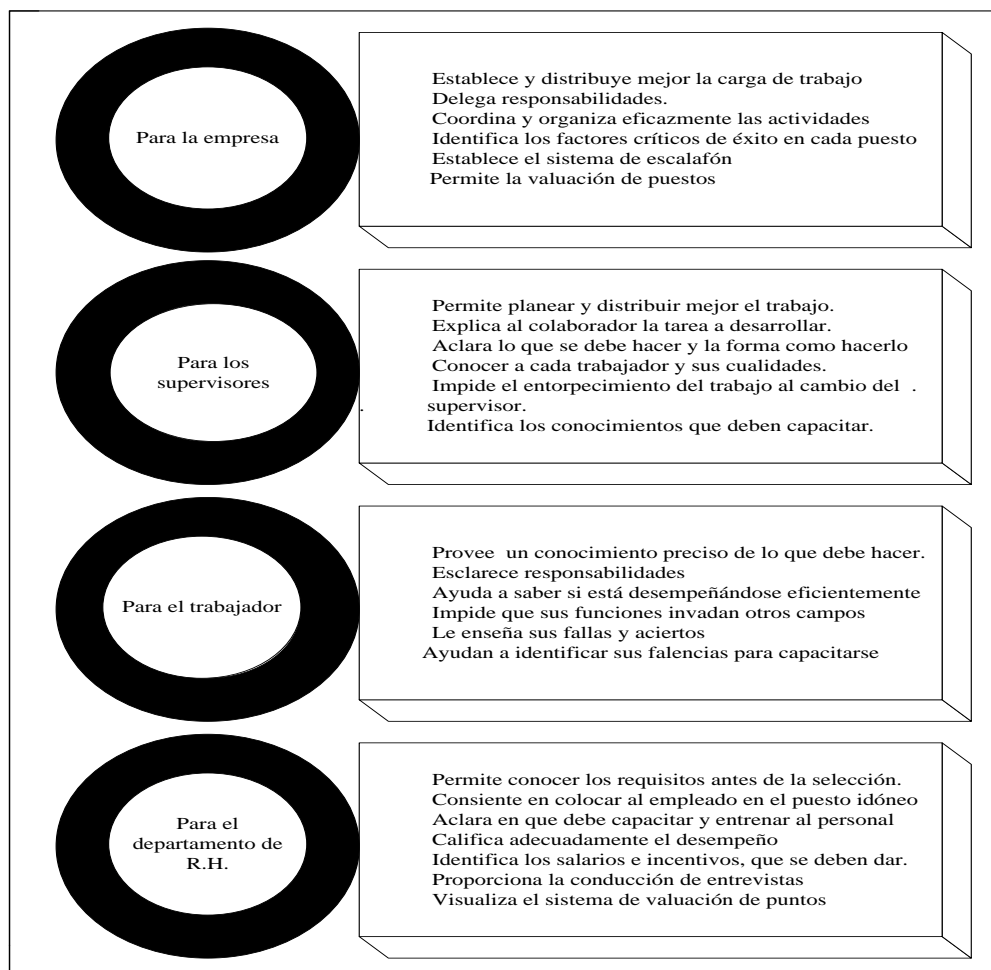 Para la empresa
Establece y distribuye mejor la carga de trabajo
Delega responsabilidades.
Coordina y organiza eficazmente las actividades
Identifica los factores críticos de éxito en cada puesto
Establece el sistema de escalafón
Permite la valuación de puestos
Para los
supervisores
Permite planear y distribuir mejor el trabajo.
Explica al colaborador la tarea a desarrollar.
Aclara lo que se debe hacer y la forma como hacerlo
Conocer a cada trabajador y sus cualidades.
Impide el entorpecimiento del trabajo al cambio del .
. supervisor.
Identifica los conocimientos que deben capacitar.
Para el trabajador
Provee un conocimiento preciso de lo que debe hacer.
Esclarece responsabilidades
Ayuda a saber si está desempeñándose eficientemente
Impide que sus funciones invadan otros campos
Le enseña sus fallas y aciertos
Ayudan a identificar sus falencias para capacitarse
Para el
departamento de
R.H.
Permite conocer los requisitos antes de la selección.
Consiente en colocar al empleado en el puesto idóneo
Aclara en que debe capacitar y entrenar al personal
Califica adecuadamente el desempeño
Identifica los salarios e incentivos, que se deben dar.
Proporciona la conducción de entrevistas
Visualiza el sistema de valuación de puntos